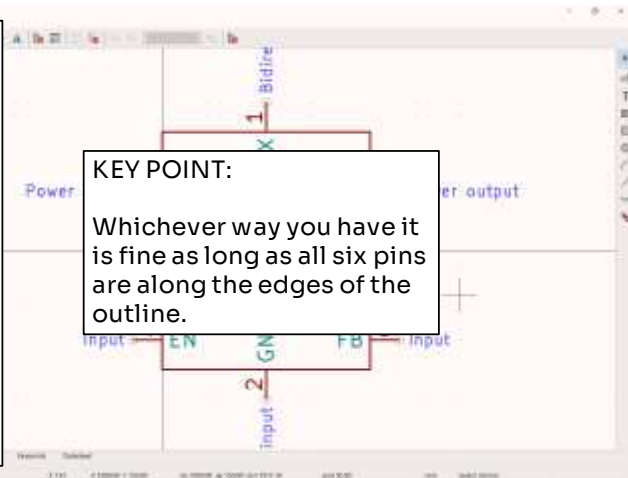 Bidire
1
X
KEY POINT:
Power
er output
Whichever way you have it
is fine as long as all six pins
are along the edges of the
outline.
Input
EN
GN
FB
Input
2
input